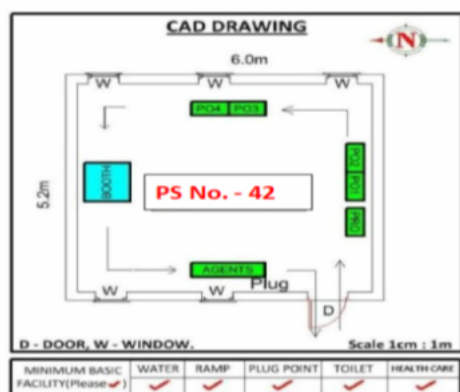 CAD DRAWING
N
6.0m
W W W
PO4 PO3
5.2m
BOOTH
PO2
PO1
PRO
PS No. - 42
AGENTS
Plug
W W
D
D - DOOR, W - WINDOW.
Scale 1cm : 1m
MINIMUM BASIC FACILITY(Please ✓) WATER RAMP PLUG POINT TOILET HEALTH CARE
✓ ✓ ✓ ✓ ✓